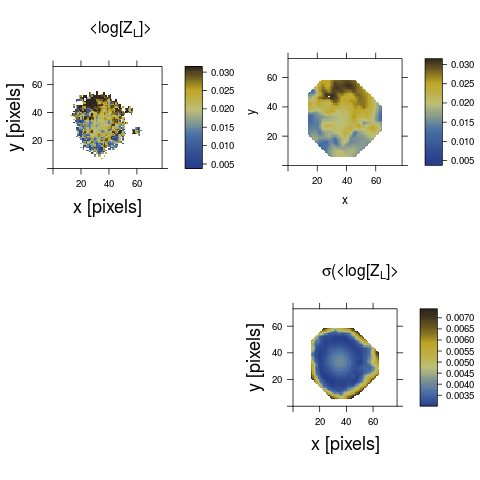 <log[Z_L]>
60
40
20
20 40 60
y [pixels]
x [pixels]
0.030
0.025
0.020
0.015
0.010
0.005
60
40
20
20 40 60
y
x
0.030
0.025
0.020
0.015
0.010
0.005
σ(<log[Z_L]>
60
40
20
20 40 60
y [pixels]
x [pixels]
0.0070
0.0065
0.0060
0.0055
0.0050
0.0045
0.0040
0.0035